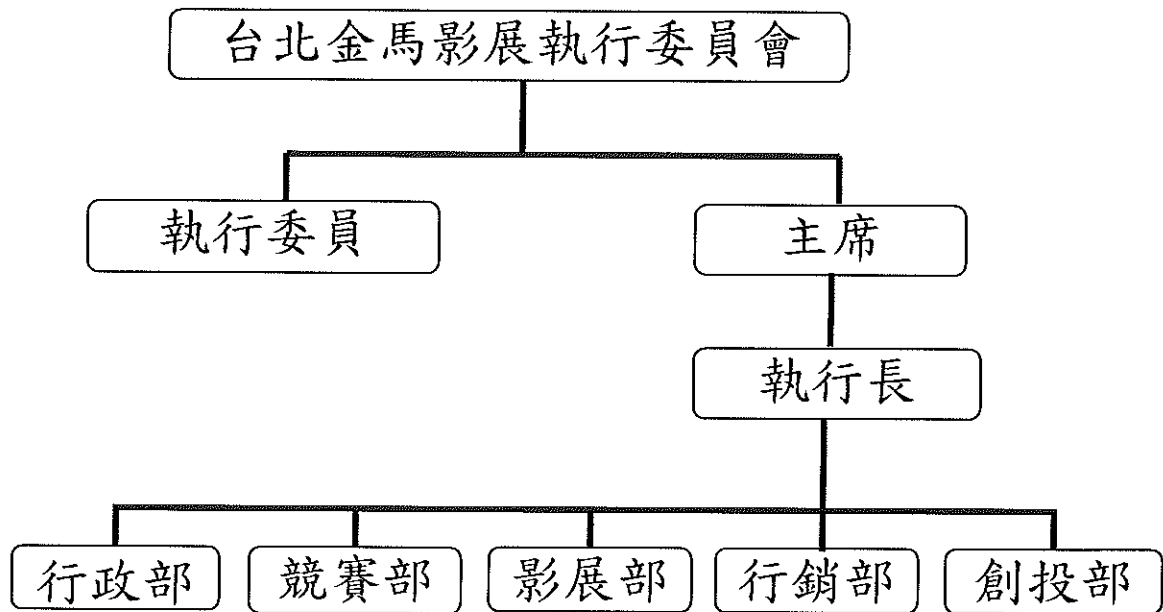 台北金馬影展執行委員會
執行委員
主席
執行長
行政部
競賽部
影展部
行銷部
創投部